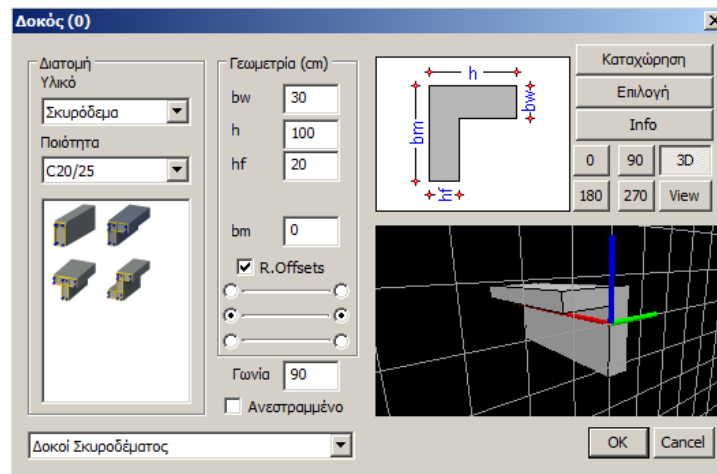 Δοκός (0)
Διατομή
Υλικό
Σκυρόδεμα
Ποιότητα
C20/25
Γεωμετρία (cm)
bw 30
h 100
hf 20
bm 0
R.Offsets
Γωνία 90
Ανεστραμμένο
h
bw
bm
hf
Καταχώρηση
Επιλογή
Info
0 90 3D
180 270 View
Δοκοί Σκυροδέματος
OK Cancel